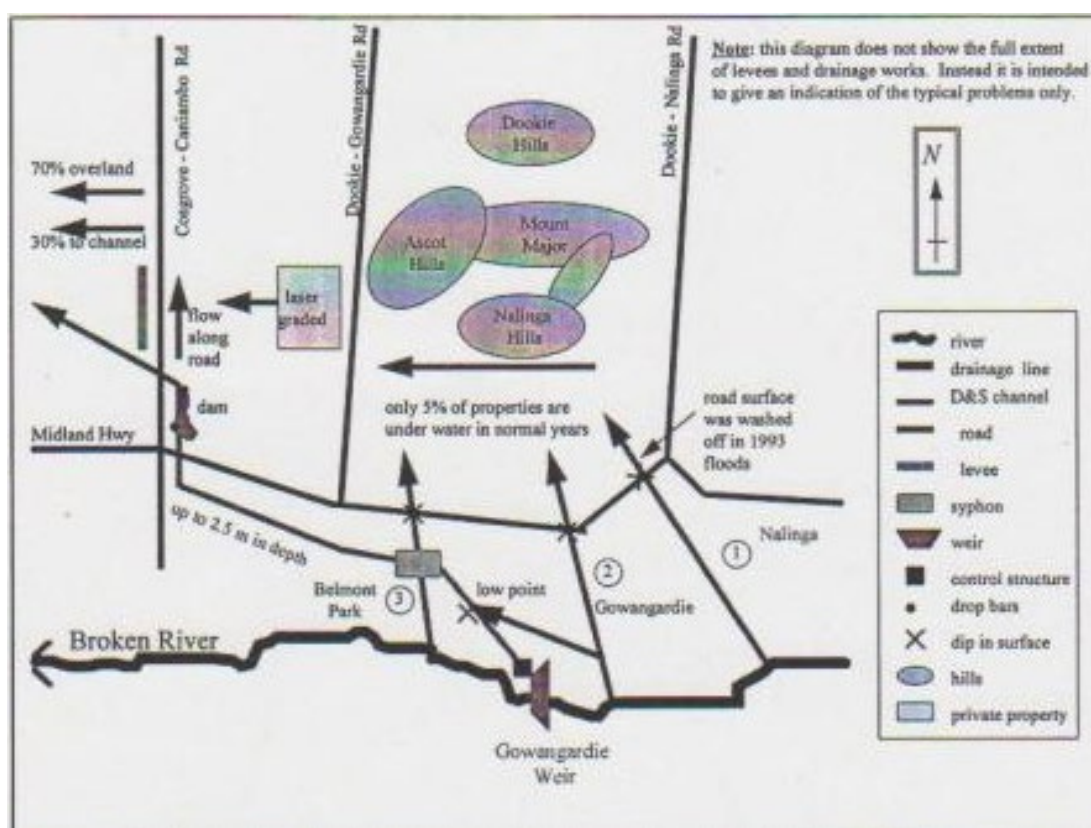 Note: this diagram does not show the full extent
of levees and drainage works. Instead it is intended
to give an indication of the typical problems only.
Cosgrove - Caniambo Rd
Dookie - Gowangardie Rd
Dookie - Nalinga Rd
Dookie
Hills
N
70% overland
Ascot
Hills
Mount
Major
30% to channel
laser
graded
flow
along
road
Nalinga
Hills
river
drainage line
D&S channel
road
levee
syphon
weir
control structure
drop bars
dip in surface
hills
private property
dam
only 5% of properties are
under water in normal years
road surface
was washed
off in 1993
floods
Midland Hwy
up to 2.5 m in depth
Nalinga
1
2
Belmont
Park
3
low point
Gowangardie
Broken River
Gowangardie
Weir